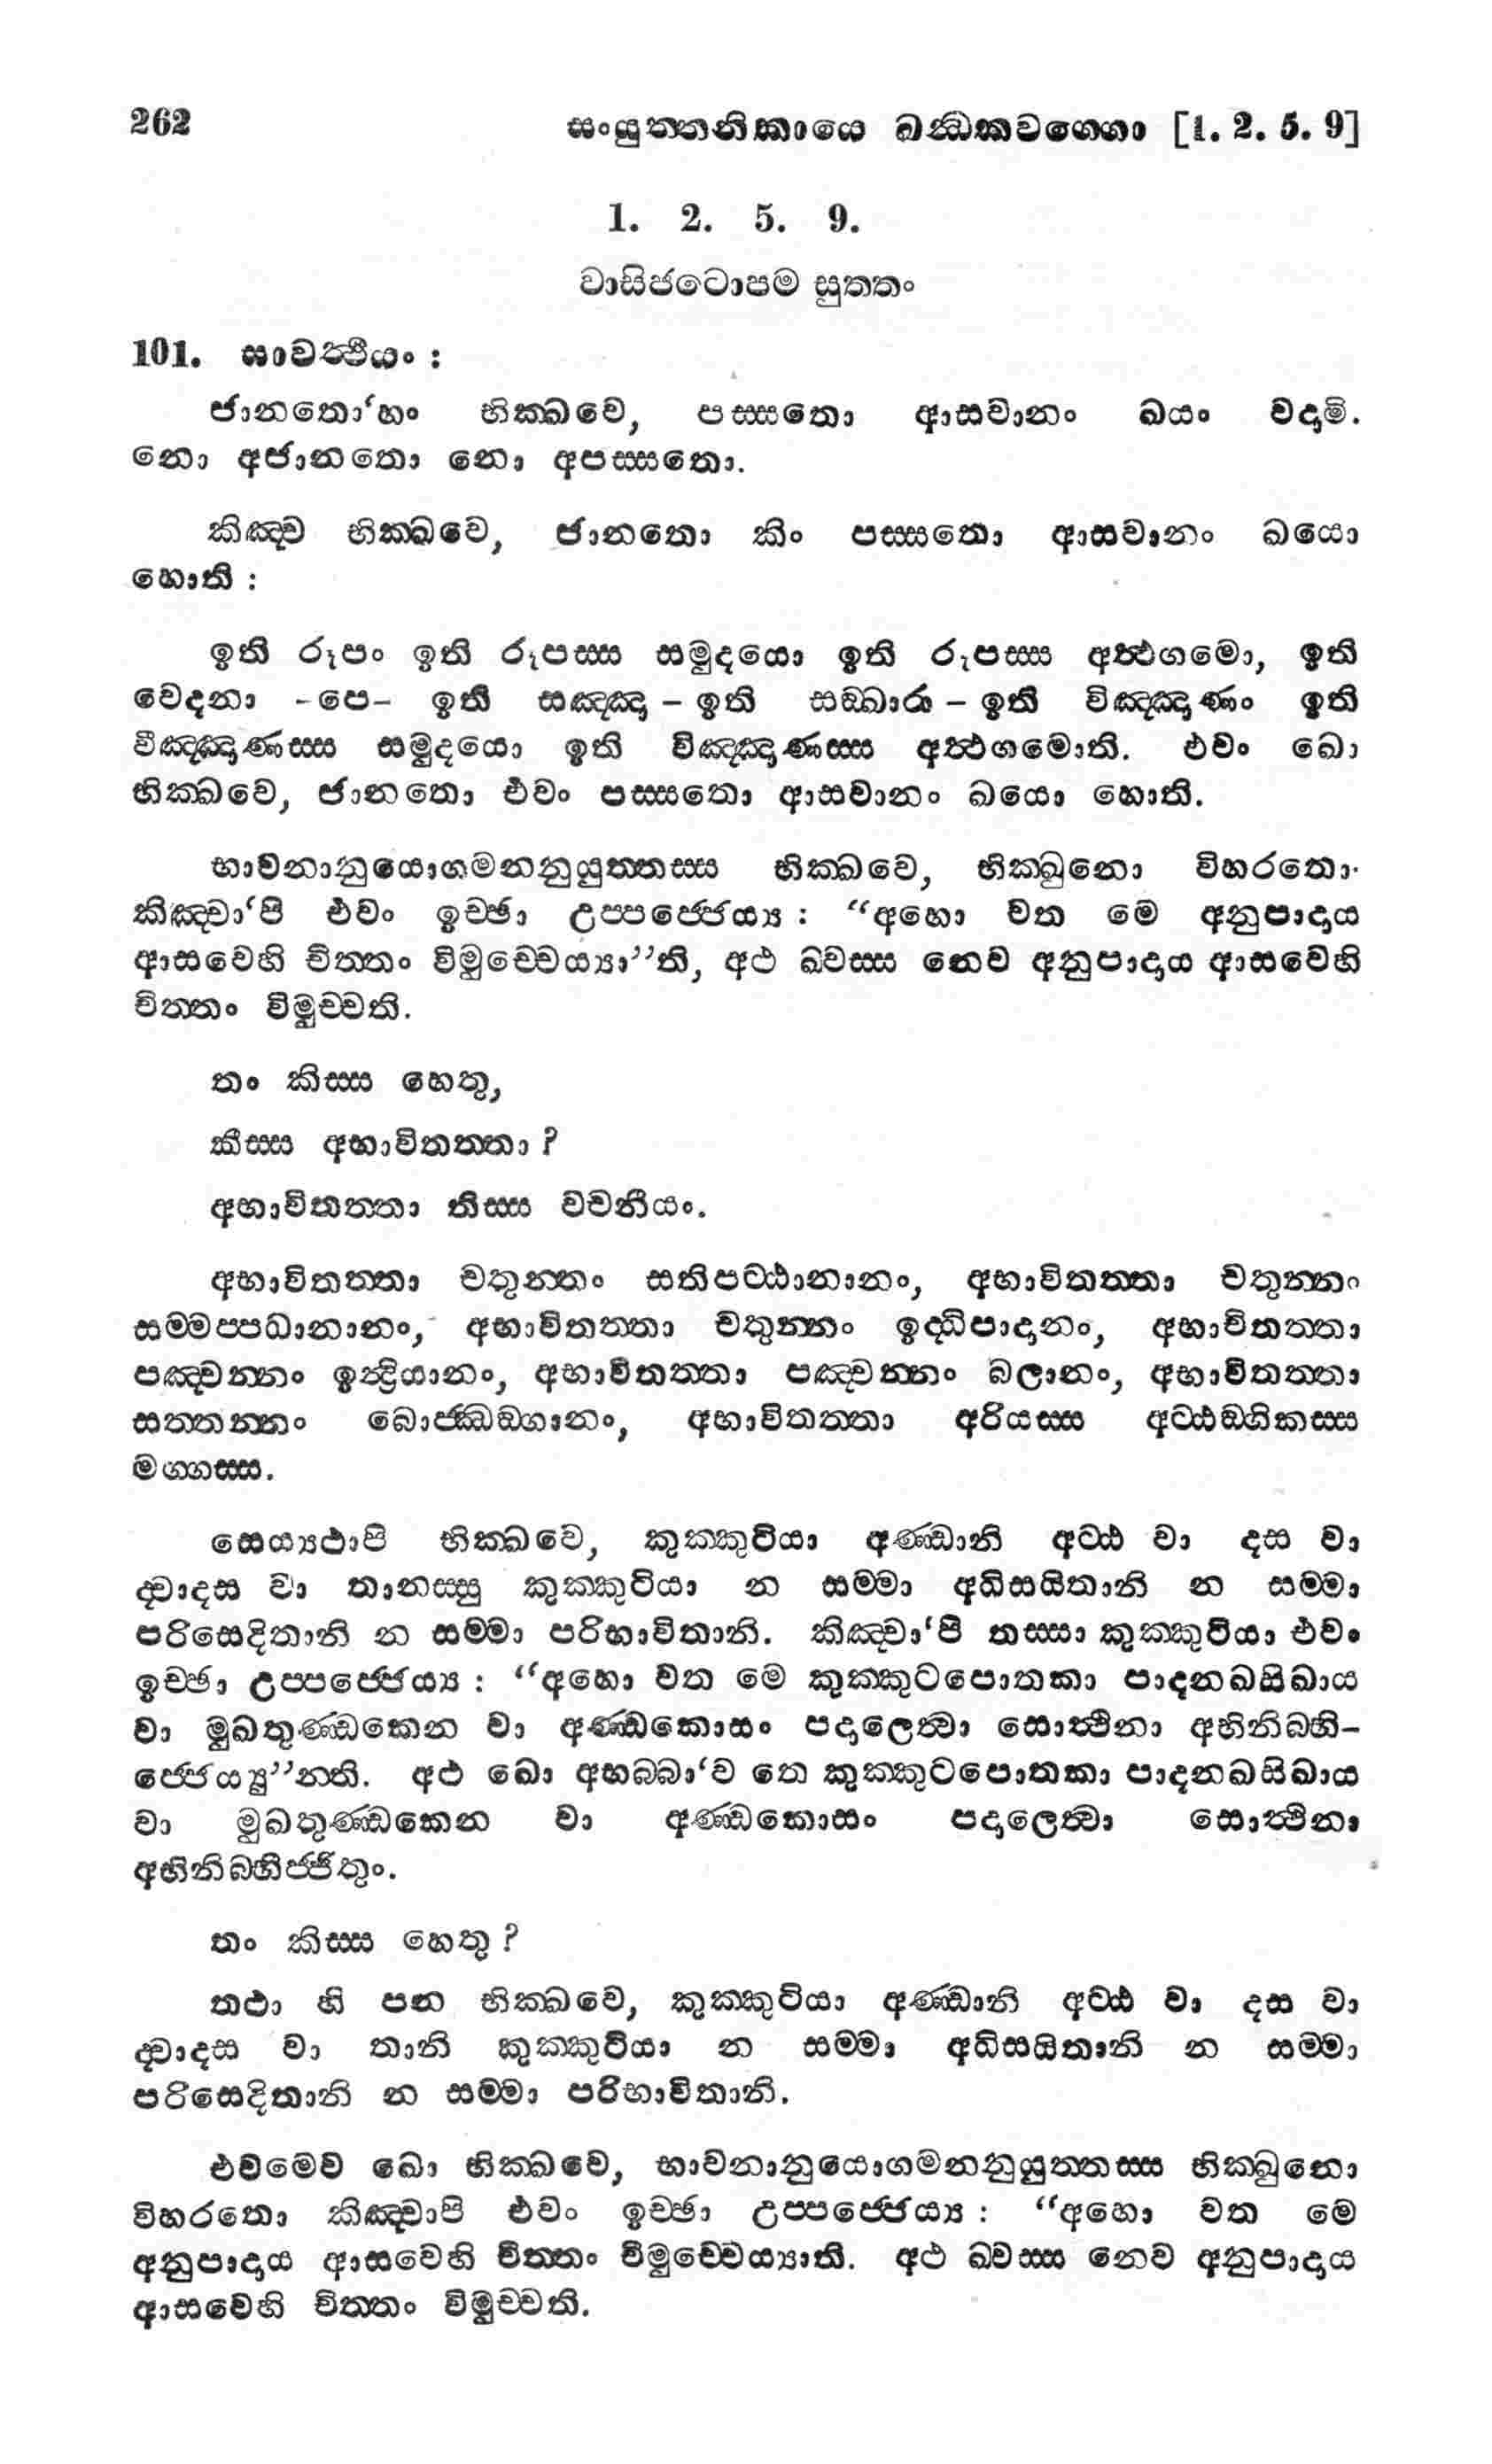 262 සංයුත්තනිකායෙ ඛන්ධකවග්ගො [1. 2. 5. 9]
1. 2. 5. 9.
වාසිජටොපම සුත්තං
101. සාවත්ථියං :
ජානතො‘හං භික්ඛවෙ, පස්සතො ආසවානං ඛයං වදාමි.
නො අජානතො නො අපස්සතො.
කිඤ්ච භික්ඛවෙ, ජානතො කිං පස්සතො ආසවානං ඛයො
හොති :
ඉති රූපං ඉති රූපස්ස සමුදයො ඉති රූපස්ස අත්ථගමො, ඉති
වෙදනා -පෙ- ඉති සඤ්ඤා – ඉති සඞ්ඛාරා – ඉති විඤ්ඤාණං ඉති
විඤ්ඤාණස්ස සමුදයො ඉති විඤ්ඤාණස්ස අත්ථගමොති. එවං ඛො
භික්ඛවෙ, ජානතො එවං පස්සතො ආසවානං ඛයො හොති.
භාවනානුයොගමනනුයුත්තස්ස භික්ඛවෙ, භික්ඛුනො විහරතො
කිඤ්චා‘පි එවං ඉච්ඡා උප්පජ්ජෙය්‍ය : “අහො වත මෙ අනුපාදාය
ආසවෙහි චිත්තං විමුච්චෙය්‍යා”ති, අථ ඛ්වස්ස නෙව අනුපාදාය ආසවෙහි
චිත්තං විමුච්චති.
තං කිස්ස හෙතු,
කිස්ස අභාවිතත්තා ?
අභාවිතත්තා තිස්ස වචනීයං.
අභාවිතත්තා චතුන්නං සතිපට්ඨානානං, අභාවිතත්තා චතුන්නං
සම්මප්පධානානං, අභාවිතත්තා චතුන්නං ඉද්ධිපාදානං, අභාවිතත්තා
පඤ්චන්නං ඉන්ද්‍රියානං, අභාවිතත්තා පඤ්චන්නං බලානං, අභාවිතත්තා
සත්තන්නං බොජ්ඣඞ්ගානං, අභාවිතත්තා අරියස්ස අට්ඨඞ්ගිකස්ස
මග්ගස්ස.
සෙය්‍යථාපි භික්ඛවෙ, කුක්කුටියා අණ්ඩානි අට්ඨ වා දස වා
ද්වාදස වා තානස්සු කුක්කුටියා න සම්මා අධිසයිතානි න සම්මා
පරිසෙදිතානි න සම්මා පරිභාවිතානි. කිඤ්චා‘පි තස්සා කුක්කුටියා එවං
ඉච්ඡා උප්පජ්ජෙය්‍ය : “අහො වත මෙ කුක්කුටපොතකා පාදනඛසිඛාය
වා මුඛතුණ්ඩකෙන වා අණ්ඩකොසං පදාලෙත්වා සොත්ථිනා අභිනිබ්භි-
ජ්ජෙය්‍යු”න්ති. අථ ඛො අභබ්බා‘ව තෙ කුක්කුටපොතකා පාදනඛසිඛාය
වා මුඛතුණ්ඩකෙන වා අණ්ඩකොසං පදාලෙත්වා සොත්ථිනා
අභිනිබ්භිජ්ජිතුං.
තං කිස්ස හෙතු ?
තථා හි පන භික්ඛවෙ, කුක්කුටියා අණ්ඩානි අට්ඨ වා දස වා
ද්වාදස වා තානි කුක්කුටියා න සම්මා අධිසයිතානි න සම්මා
පරිසෙදිතානි න සම්මා පරිභාවිතානි.
එවමෙව ඛො භික්ඛවෙ, භාවනානුයොගමනනුයුත්තස්ස භික්ඛුනො
විහරතො කිඤ්චාපි එවං ඉච්ඡා උප්පජ්ජෙය්‍ය : “අහො වත මෙ
අනුපාදාය ආසවෙහි චිත්තං විමුච්චෙය්‍යාති. අථ ඛ්වස්ස නෙව අනුපාදාය
ආසවෙහි චිත්තං විමුච්චති.